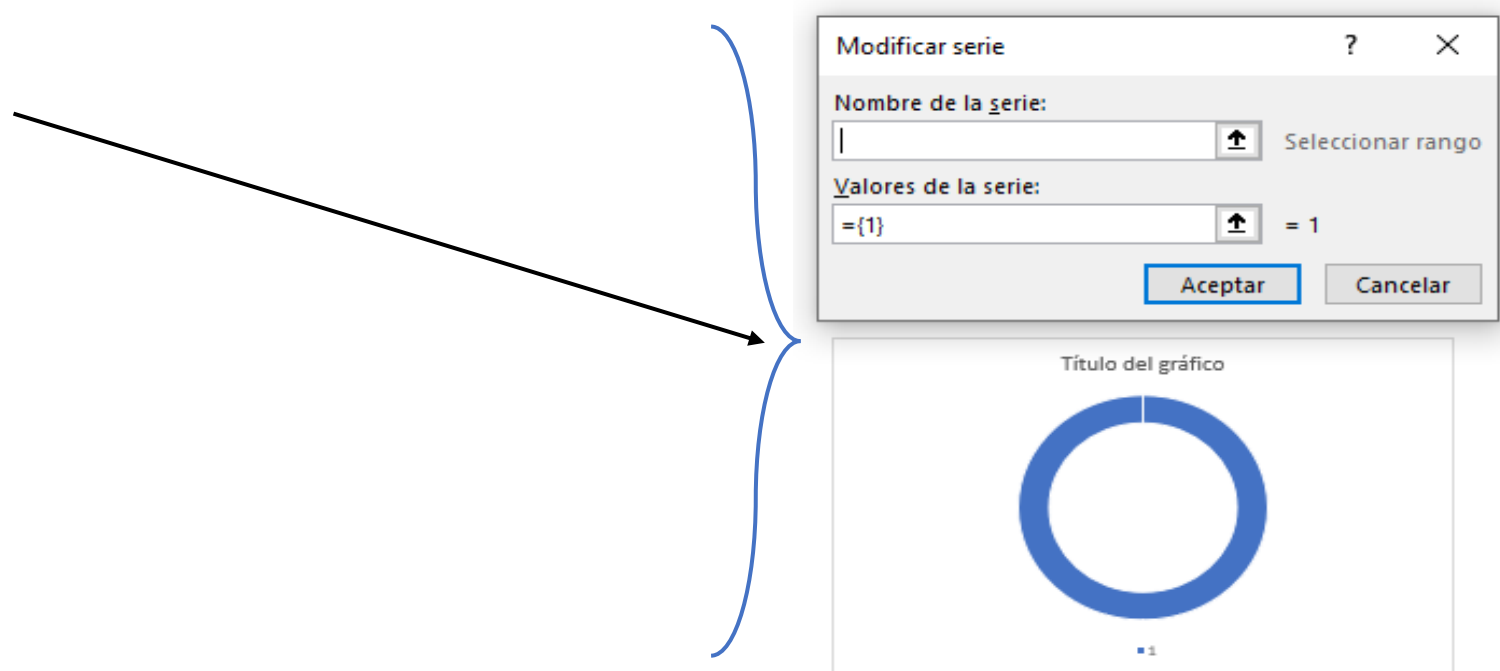 Modificar serie
Nombre de la serie:
Seleccionar rango
Valores de la serie:
={1}
= 1
Aceptar
Cancelar
Título del gráfico
1